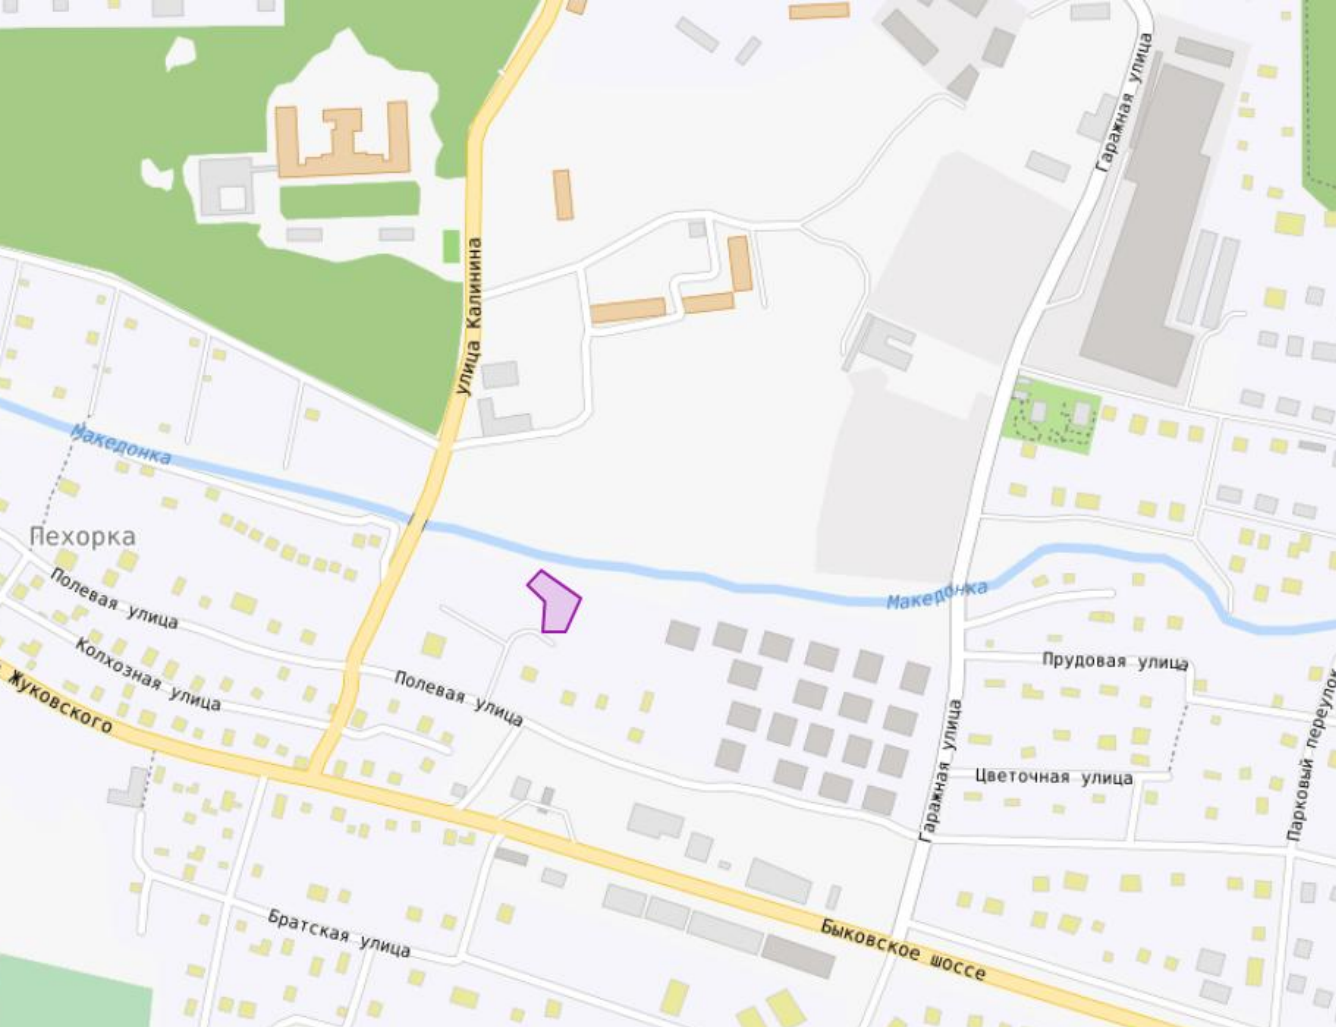 Гаражная улица
улица Калинина
Македонка
Пехорка
Полевая улица
Македонка
Колхозная улица
Прудовая улица
Жуковского
Полевая улица
Гаражная улица
Парковый переулок
Цветочная улица
Братская улица
Быковское шоссе